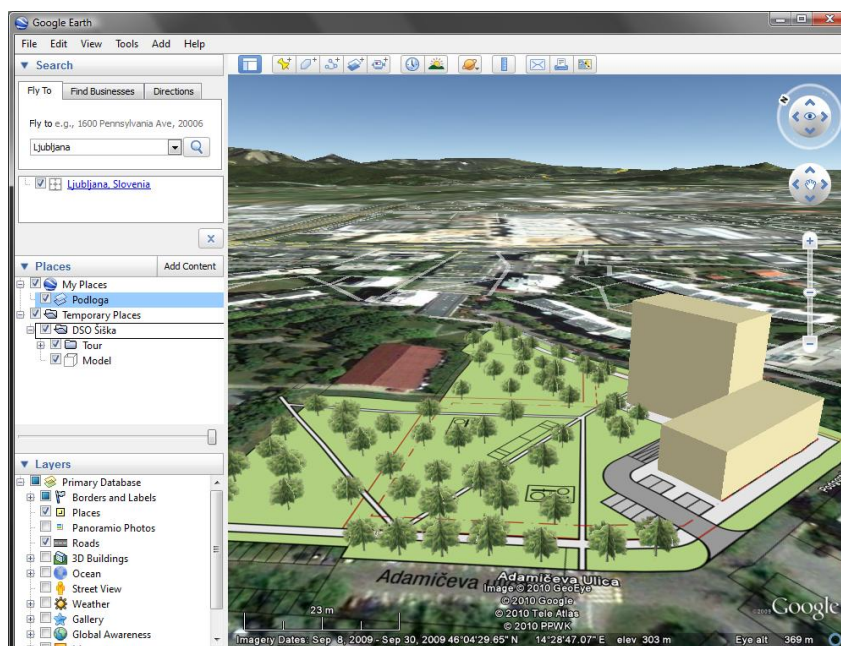 Google Earth
File Edit View Tools Add Help
Search
Fly To Find Businesses Directions
Fly to e.g., 1600 Pennsylvania Ave, 20006
Ljubljana
Ljubljana, Slovenia
Places Add Content
My Places
Podloga
Temporary Places
DSO Šiška
Tour
Model
Layers
Primary Database
Borders and Labels
Places
Panoramio Photos
Roads
3D Buildings
Ocean
Street View
Weather
Gallery
Global Awareness
N
Adamičeva
Adamičeva Ulica
Image © 2010 GeoEye
© 2010 Google
© 2010 Tele Atlas
© 2010 PPWK
23 m
©2009 Google
Imagery Dates: Sep 8, 2009 - Sep 30, 2009 46°04'29.65" N 14°28'47.07" E elev 303 m Eye alt 369 m